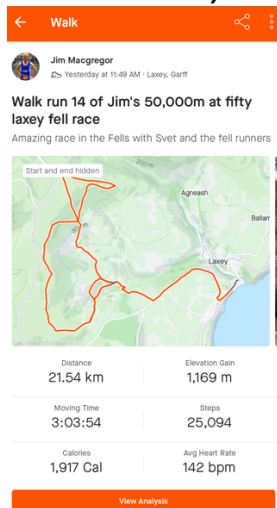 Walk
Jim Macgregor
Yesterday at 11:49 AM · Laxey, Garff
Walk run 14 of Jim's 50,000m at fifty
laxey fell race
Amazing race in the Fells with Svet and the fell runners
200m
Start and end hidden
Agneash
Ballar
Laxey
Distance
21.54 km
Elevation Gain
1,169 m
Moving Time
3:03:54
Steps
25,094
Calories
1,917 Cal
Avg Heart Rate
142 bpm
View Analysis